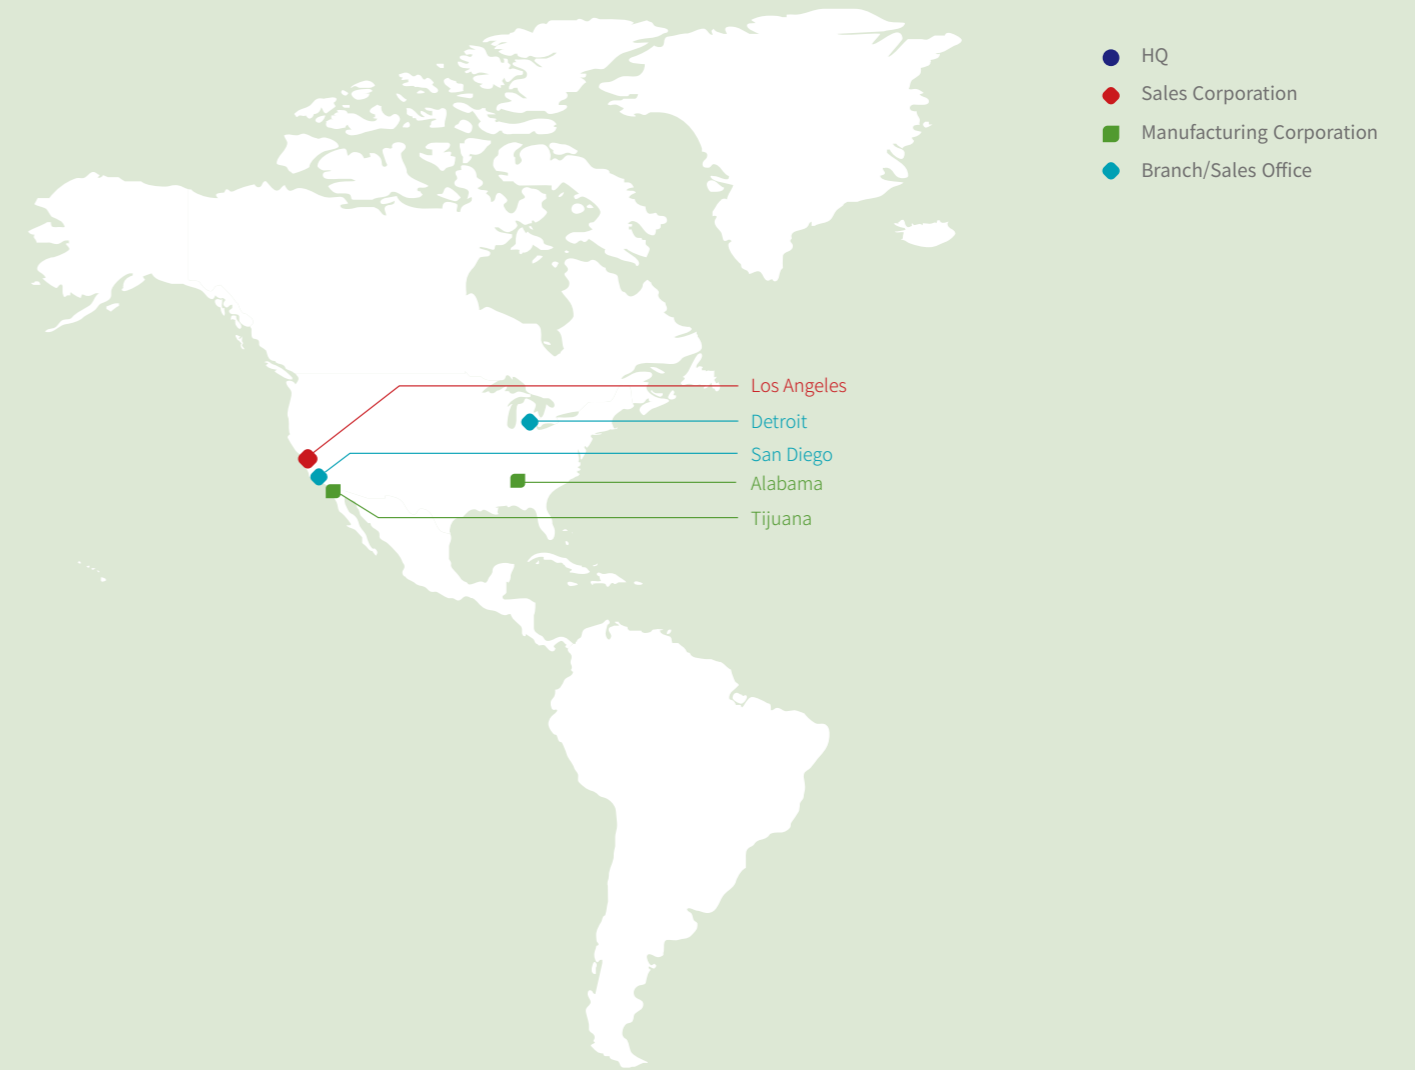 HQ
Sales Corporation
Manufacturing Corporation
Branch/Sales Office
Los Angeles
Detroit
San Diego
Alabama
Tijuana